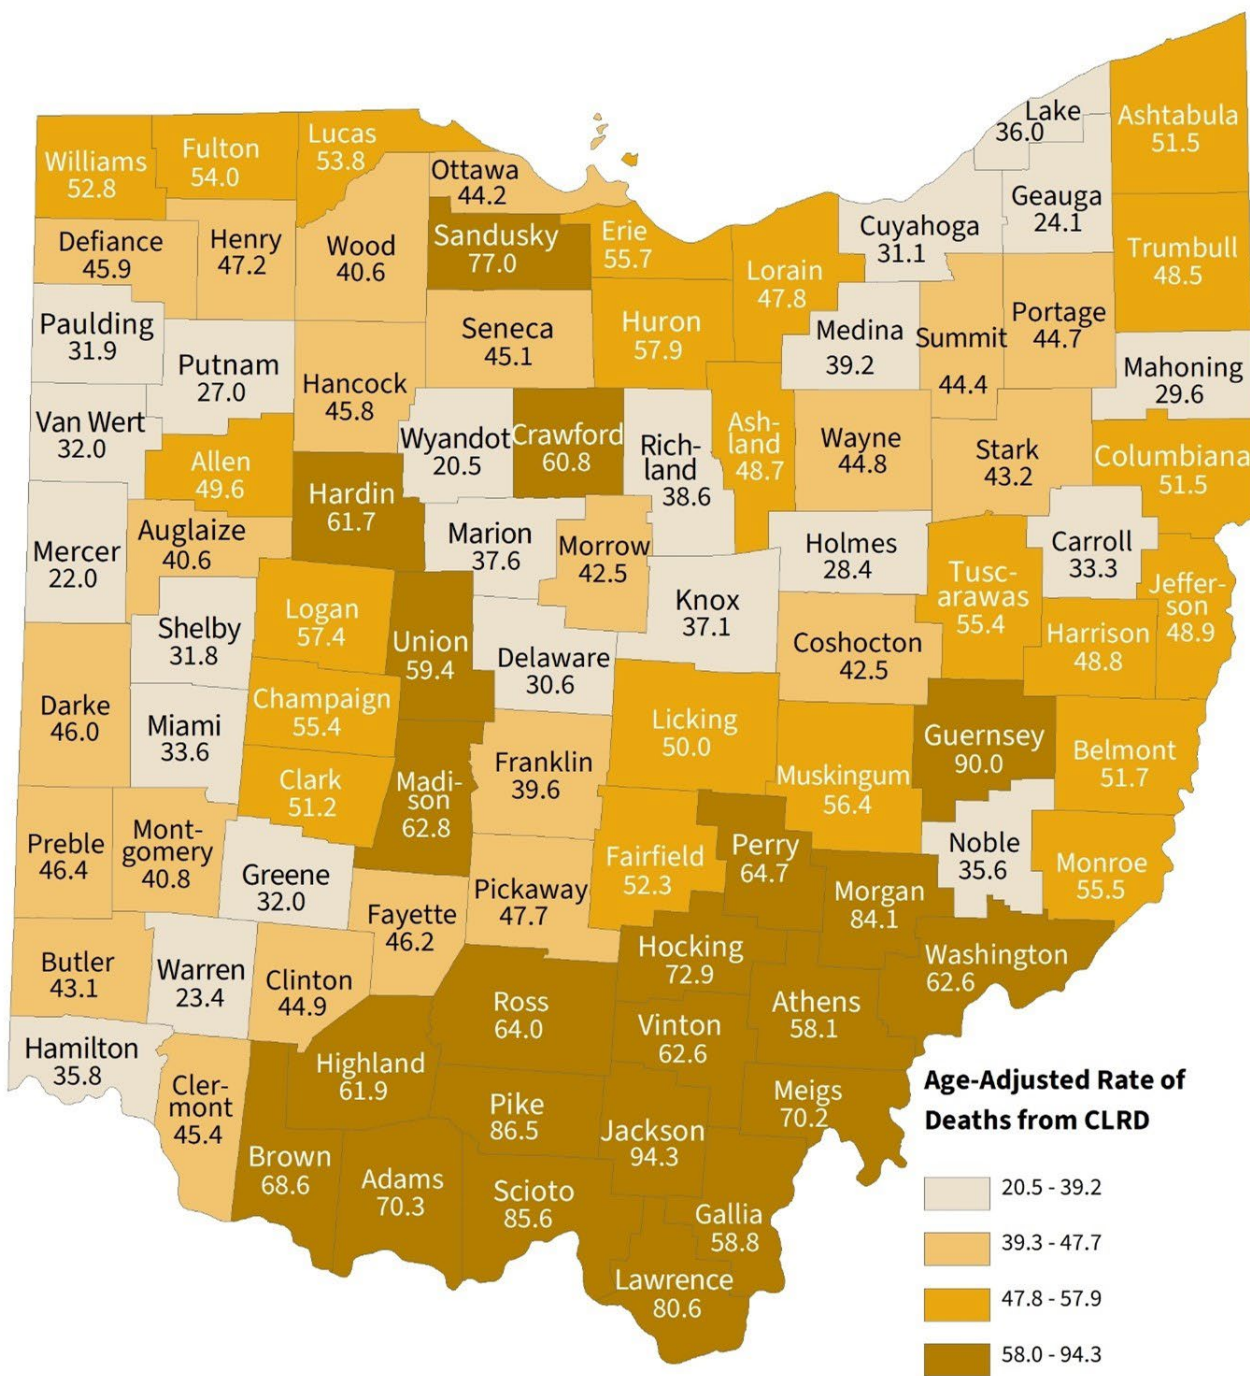 Lake
36.0
Ashtabula
51.5
Williams
52.8
Fulton
54.0
Lucas
53.8
Ottawa
44.2
Geauga
24.1
Cuyahoga
31.1
Defiance
45.9
Henry
47.2
Wood
40.6
Sandusky
77.0
Erie
55.7
Lorain
47.8
Trumbull
48.5
Paulding
31.9
Putnam
27.0
Hancock
45.8
Seneca
45.1
Huron
57.9
Medina
39.2
Summit
44.4
Portage
44.7
Mahoning
29.6
Van Wert
32.0
Allen
49.6
Wyandot
20.5
Crawford
60.8
Rich-
land
38.6
Ash-
land
48.7
Wayne
44.8
Stark
43.2
Columbiana
51.5
Hardin
61.7
Mercer
22.0
Auglaize
40.6
Marion
37.6
Morrow
42.5
Holmes
28.4
Carroll
33.3
Tusc-
arawas
55.4
Jeffer-
son
48.9
Shelby
31.8
Logan
57.4
Union
59.4
Knox
37.1
Delaware
30.6
Coshocton
42.5
Harrison
48.8
Darke
46.0
Miami
33.6
Champaign
55.4
Licking
50.0
Guernsey
90.0
Belmont
51.7
Clark
51.2
Madi-
son
62.8
Franklin
39.6
Muskingum
56.4
Preble
46.4
Mont-
gomery
40.8
Greene
32.0
Fairfield
52.3
Perry
64.7
Noble
35.6
Monroe
55.5
Pickaway
47.7
Fayette
46.2
Morgan
84.1
Butler
43.1
Warren
23.4
Clinton
44.9
Hocking
72.9
Washington
62.6
Ross
64.0
Vinton
62.6
Athens
58.1
Hamilton
35.8
Cler-
mont
45.4
Highland
61.9
Pike
86.5
Jackson
94.3
Meigs
70.2
Brown
68.6
Adams
70.3
Scioto
85.6
Gallia
58.8
Lawrence
80.6
Age-Adjusted Rate of
Deaths from CLRD
20.5 - 39.2
39.3 - 47.7
47.8 - 57.9
58.0 - 94.3